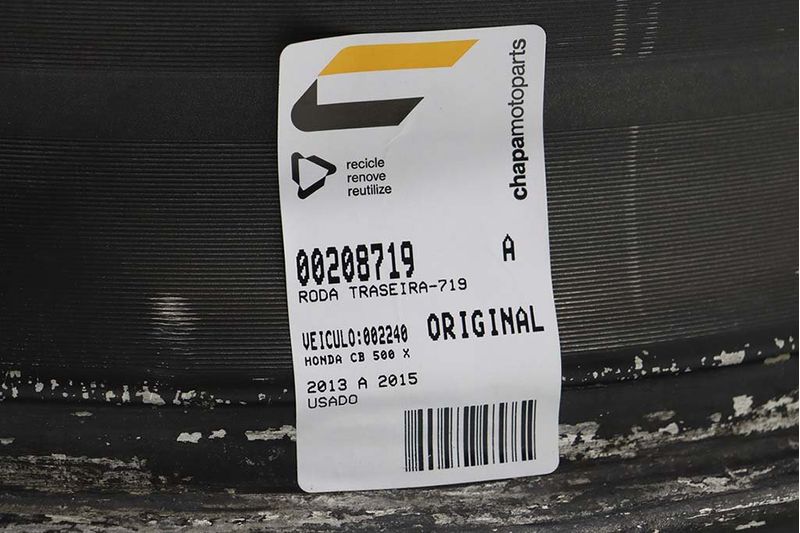 chapamotoparts
recicle
renove
reutilize
00208719 A
RODA TRASEIRA-719
VEICULO:002240 ORIGINAL
HONDA CB 500 X
2013 A 2015
USADO